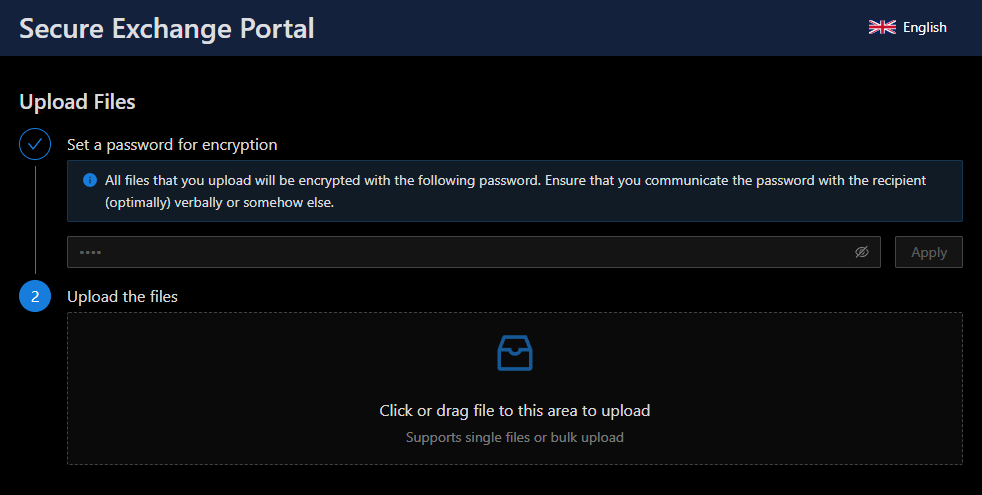 Secure Exchange Portal
English
Upload Files
Set a password for encryption
All files that you upload will be encrypted with the following password. Ensure that you communicate the password with the recipient
(optimally) verbally or somehow else.
••••
Apply
2
Upload the files
Click or drag file to this area to upload
Supports single files or bulk upload